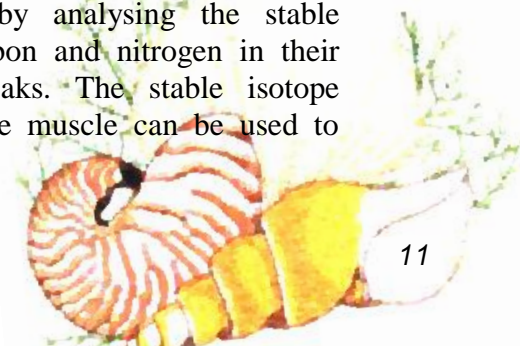 by analysing the stable
bon and nitrogen in their
aks. The stable isotope
e muscle can be used to
11